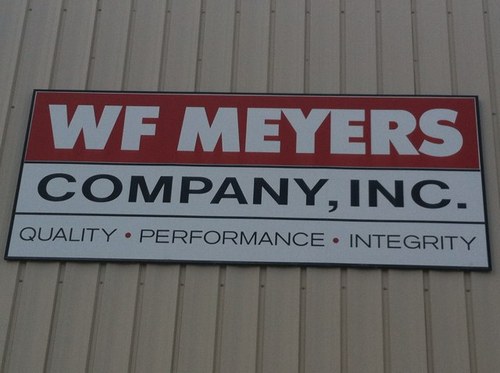 WF MEYERS
COMPANY, INC.
QUALITY • PERFORMANCE • INTEGRITY